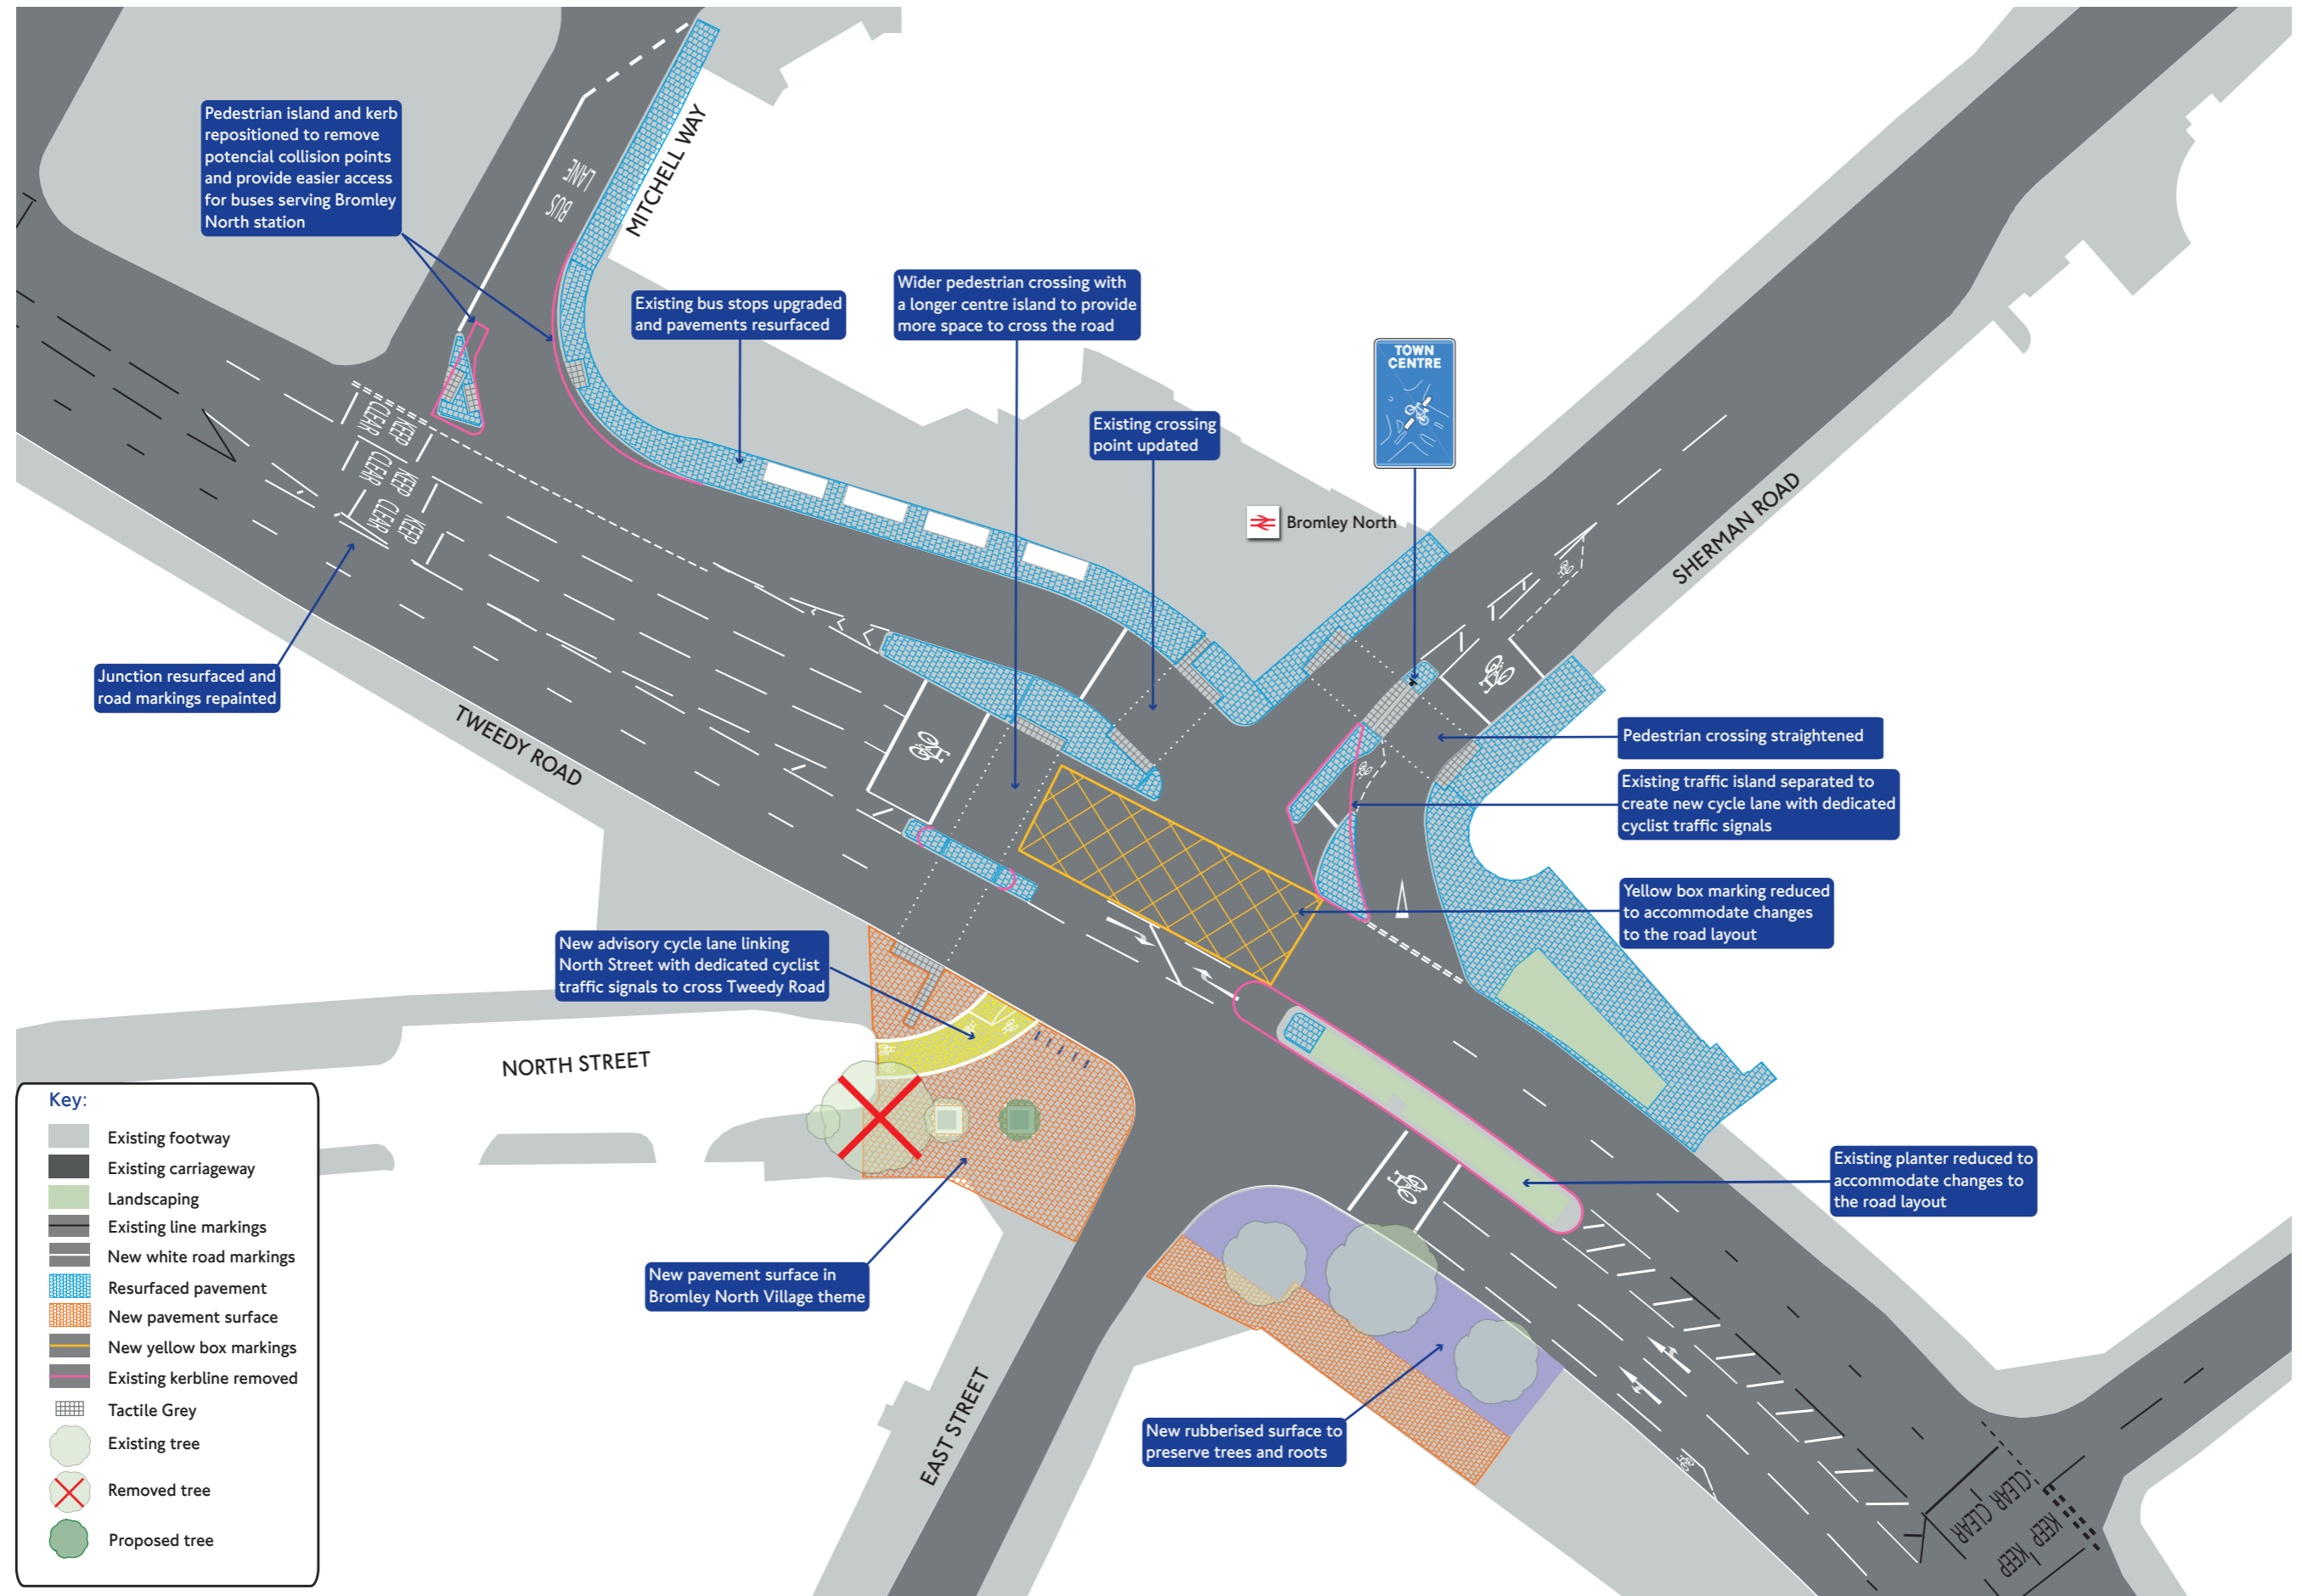 Pedestrian island and kerb
repositioned to remove
potencial collision points
and provide easier access
for buses serving Bromley
North station
BUS
LANE
MITCHELL WAY
Existing bus stops upgraded
and pavements resurfaced
Wider pedestrian crossing with
a longer centre island to provide
more space to cross the road
Existing crossing
point updated
TOWN
CENTRE
Bromley North
SHERMAN ROAD
KEEP
CLEAR
KEEP
CLEAR
KEEP
CLEAR
Junction resurfaced and
road markings repainted
TWEEDY ROAD
Pedestrian crossing straightened
Existing traffic island separated to
create new cycle lane with dedicated
cyclist traffic signals
Yellow box marking reduced
to accommodate changes
to the road layout
New advisory cycle lane linking
North Street with dedicated cyclist
traffic signals to cross Tweedy Road
NORTH STREET
Existing planter reduced to
accommodate changes to
the road layout
New pavement surface in
Bromley North Village theme
EAST STREET
New rubberised surface to
preserve trees and roots
KEEP
CLEAR
KEEP
CLEAR
Key:
Existing footway
Existing carriageway
Landscaping
Existing line markings
New white road markings
Resurfaced pavement
New pavement surface
New yellow box markings
Existing kerbline removed
Tactile Grey
Existing tree
Removed tree
Proposed tree